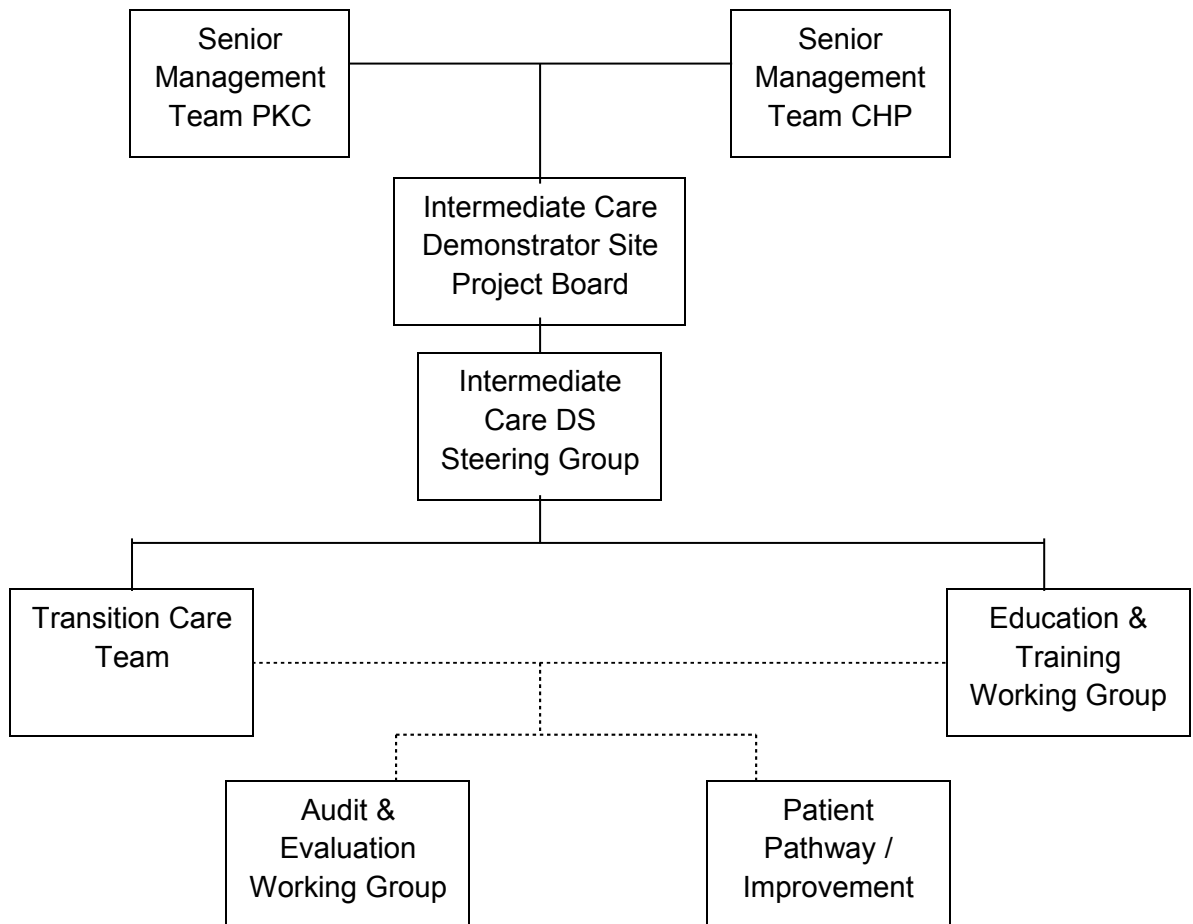 Senior
Management
Team PKC
Senior
Management
Team CHP
Intermediate Care
Demonstrator Site
Project Board
Intermediate
Care DS
Steering Group
Transition Care
Team
Education &
Training
Working Group
Audit &
Evaluation
Working Group
Patient
Pathway /
Improvement